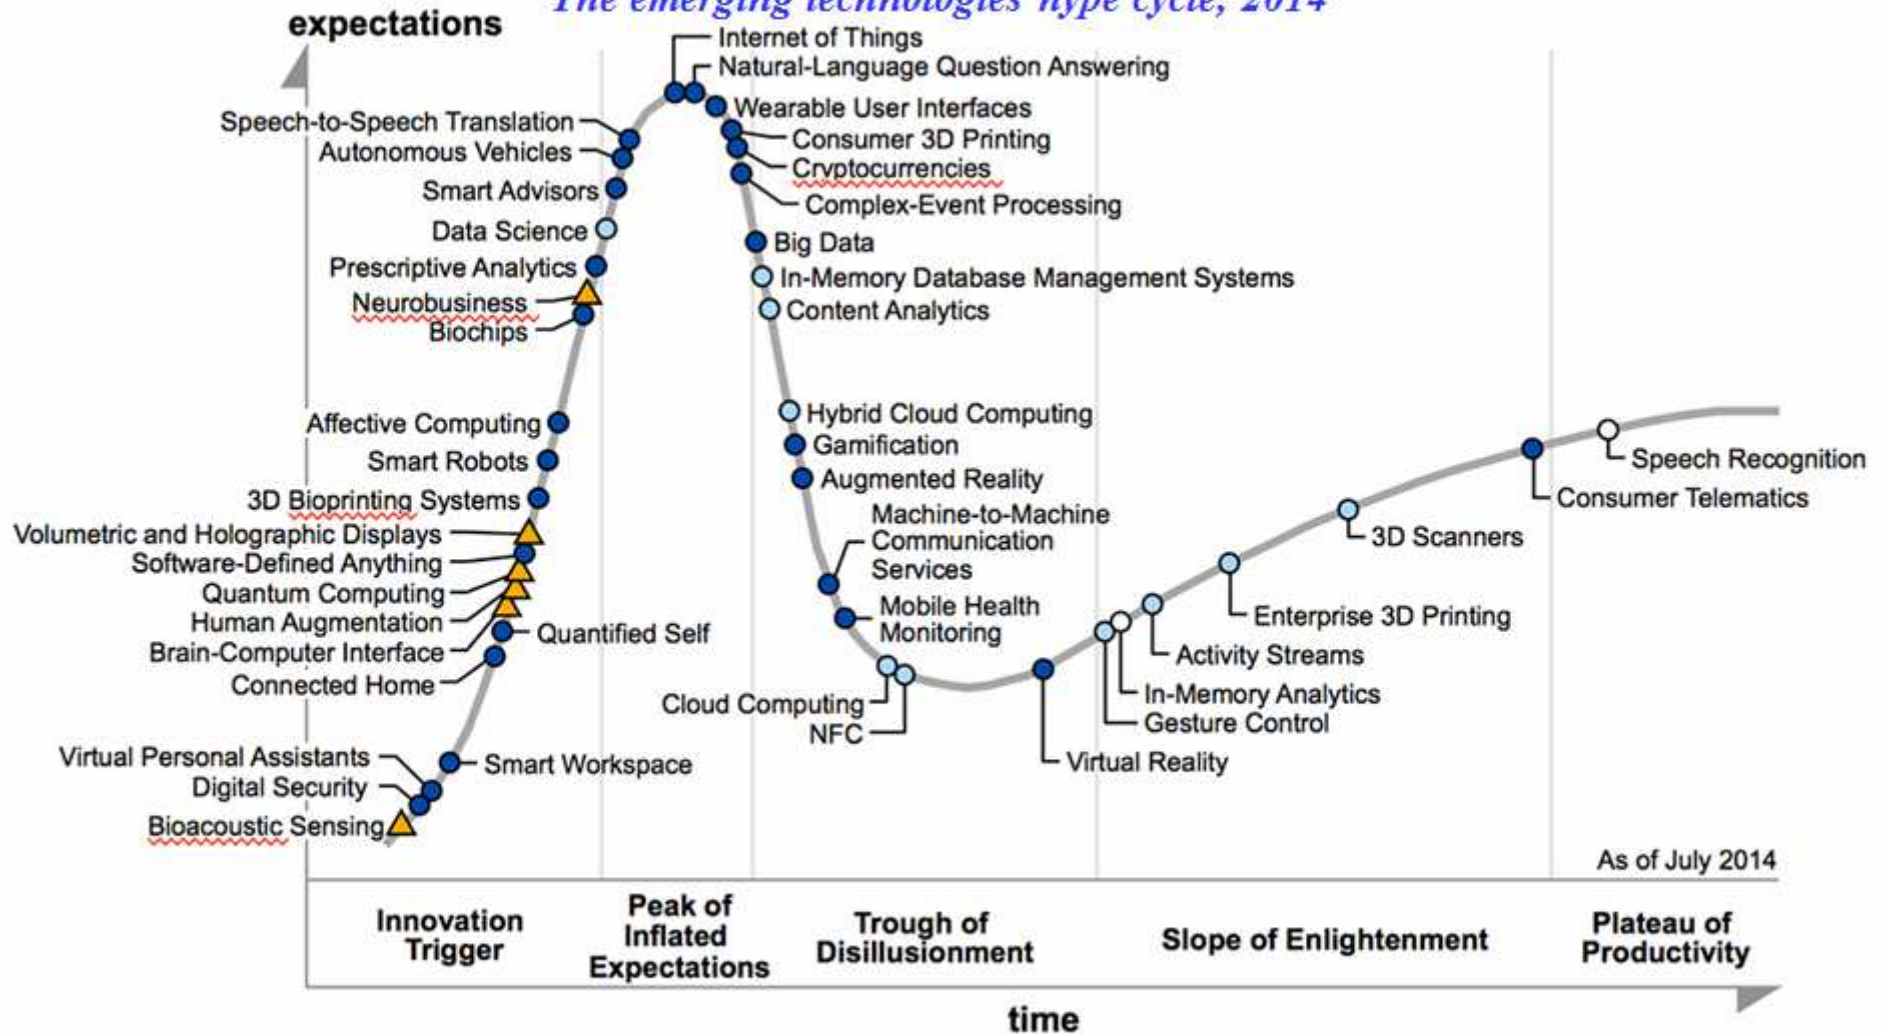 The emerging technologies' hype cycle, 2014
expectations
Internet of Things
Natural-Language Question Answering
Wearable User Interfaces
Speech-to-Speech Translation
Consumer 3D Printing
Autonomous Vehicles
Cryptocurrencies
Smart Advisors
Complex-Event Processing
Data Science
Big Data
Prescriptive Analytics
In-Memory Database Management Systems
Neurobusiness
Content Analytics
Biochips
Hybrid Cloud Computing
Affective Computing
Gamification
Smart Robots
Speech Recognition
Augmented Reality
3D Bioprinting Systems
Consumer Telematics
Machine-to-Machine
Communication
Services
Volumetric and Holographic Displays
3D Scanners
Software-Defined Anything
Quantum Computing
Mobile Health
Monitoring
Enterprise 3D Printing
Human Augmentation
Quantified Self
Brain-Computer Interface
Activity Streams
Connected Home
In-Memory Analytics
Cloud Computing
Gesture Control
NFC
Virtual Personal Assistants
Smart Workspace
Virtual Reality
Digital Security
Bioacoustic Sensing
As of July 2014
Innovation
Trigger
Peak of
Inflated
Expectations
Trough of
Disillusionment
Slope of Enlightenment
Plateau of
Productivity
time